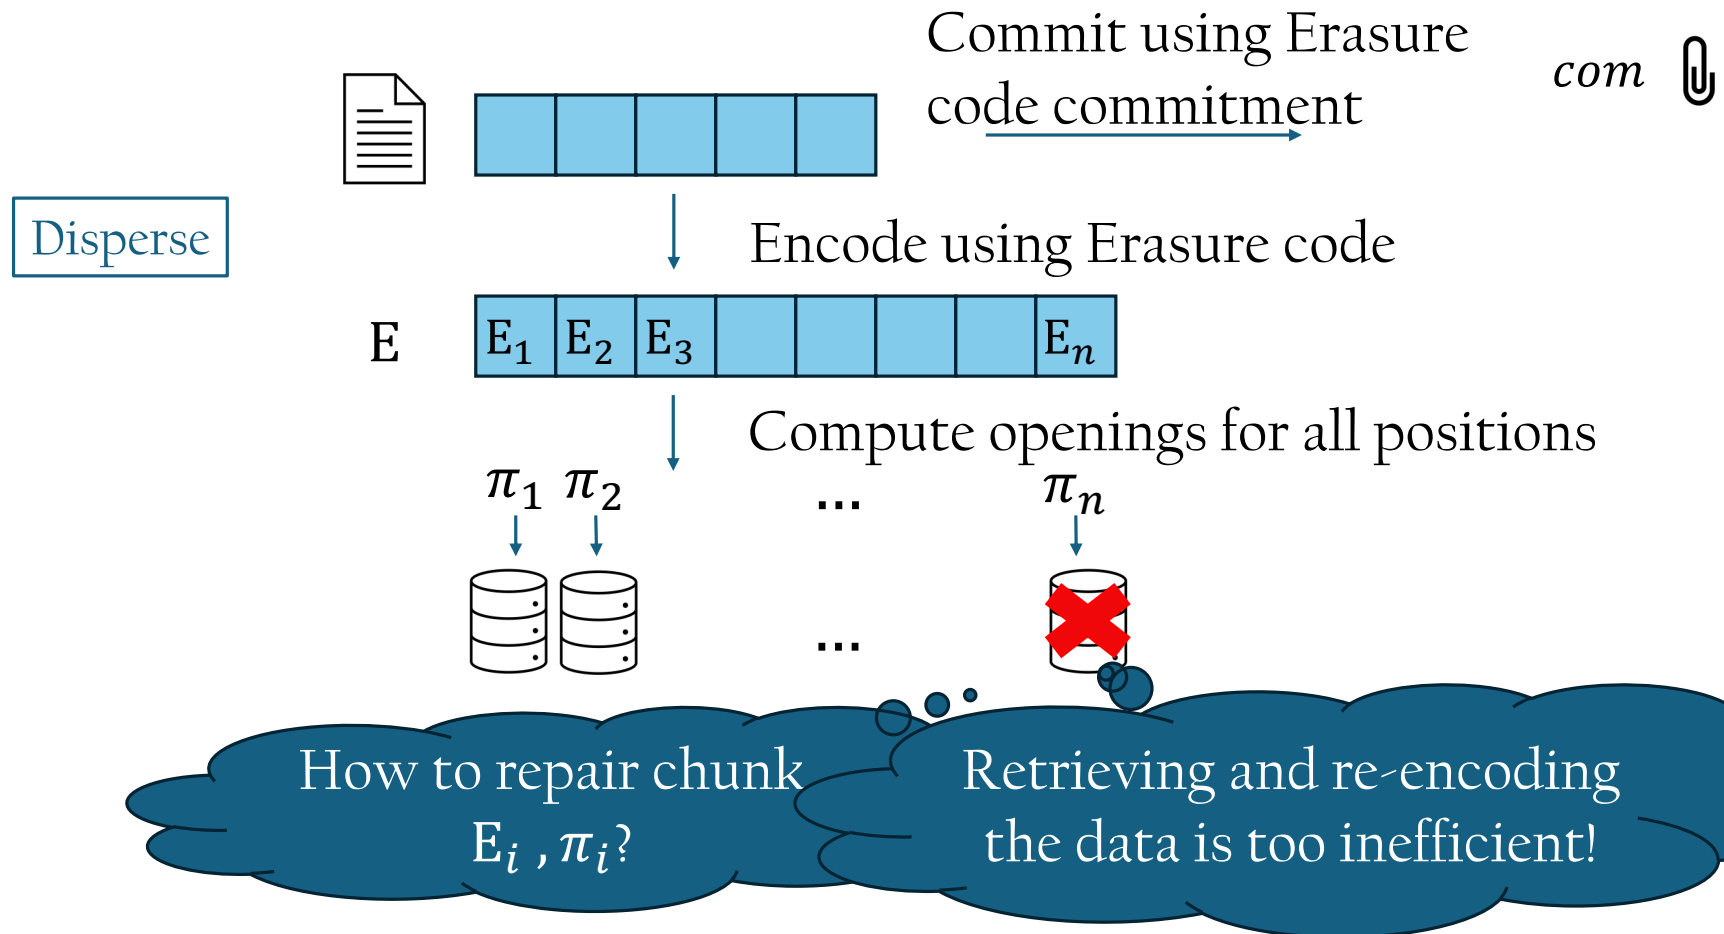 Commit using Erasure
code commitment
com
Disperse
Encode using Erasure code
E
E₁ E₂ E₃ Eₙ
Compute openings for all positions
π₁ π₂ ... πₙ
...
How to repair chunk
Eᵢ , πᵢ?
Retrieving and re-encoding
the data is too inefficient!